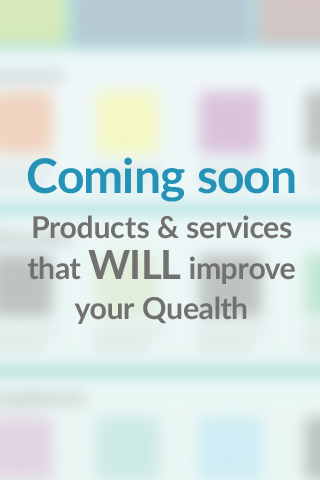 Coming soon
Products & services
that WILL improve
your Quealth